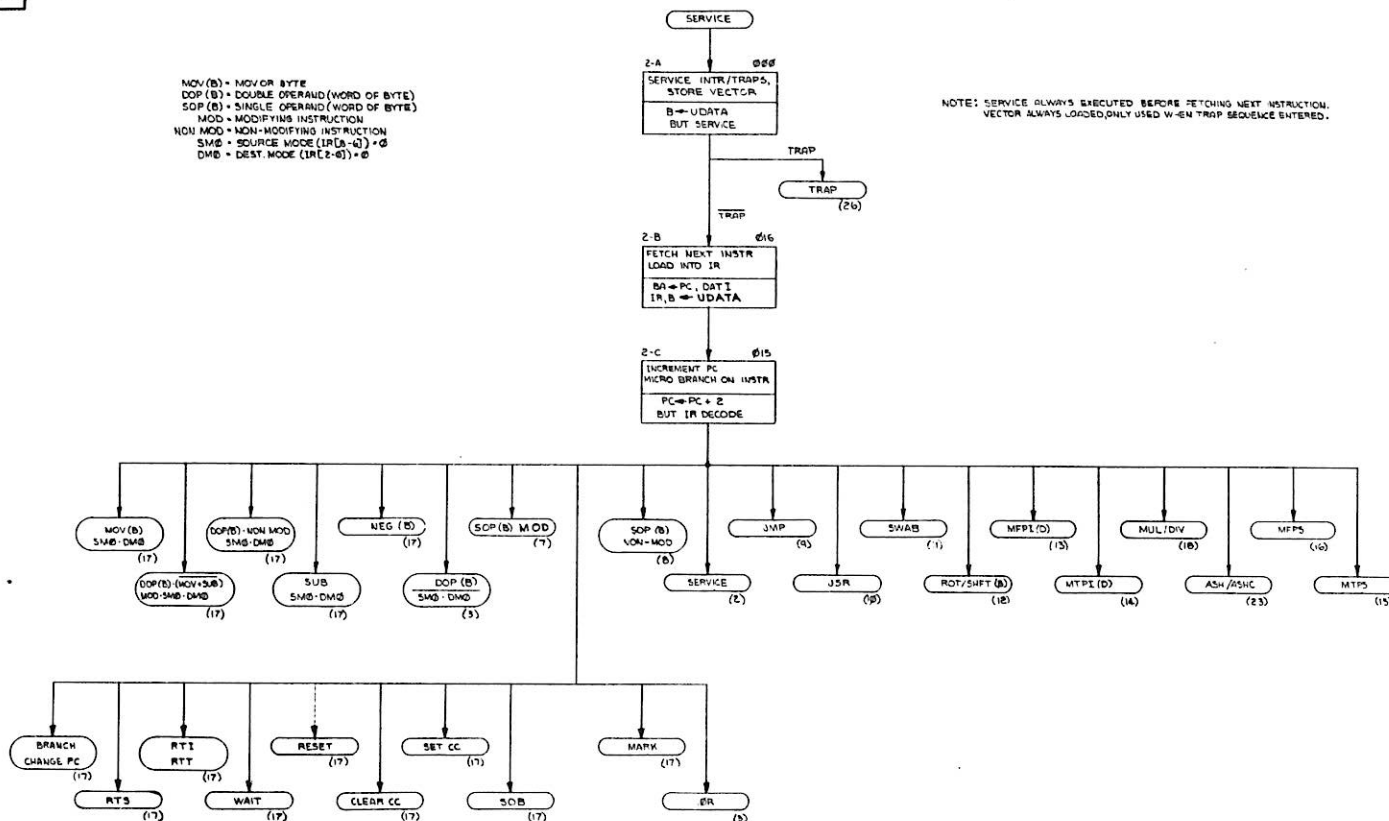 SERVICE
MOV(B) = MOV OR BYTE
DOP(B) = DOUBLE OPERAND (WORD OF BYTE)
SOP(B) = SINGLE OPERAND (WORD OF BYTE)
MOD = MODIFYING INSTRUCTION
NON MOD = NON-MODIFYING INSTRUCTION
SMØ = SOURCE MODE (IR[8-6]) = Ø
DMØ = DEST. MODE (IR[2-0]) = Ø
NOTE: SERVICE ALWAYS EXECUTED BEFORE FETCHING NEXT INSTRUCTION.
VECTOR ALWAYS LOADED, ONLY USED WHEN TRAP SEQUENCE ENTERED.
2-A ØØØ
SERVICE INTR/TRAPS,
STORE VECTOR
B ← UDATA
BUT SERVICE
TRAP
TRAP
(26)
TRAP
2-B Ø16
FETCH NEXT INSTR
LOAD INTO IR
BA ← PC, DATI
IR,B ← UDATA
2-C Ø15
INCREMENT PC
MICRO BRANCH ON INSTR
PC ← PC + 2
BUT IR DECODE
MOV(B)
SMØ·DMØ
(17)
DOP(B)·NON MOD
SMØ·DMØ
(17)
NEG (B)
(17)
SOP(B) MOD
(7)
SOP (B)
NON-MOD
(8)
JMP
(9)
SWAB
MFPI(D)
(13)
MUL/DIV
(18)
MFPS
(16)
DOP(B)·(MOV+SUB)
MOD·SMØ·DMØ
(17)
SUB
SMØ·DMØ
(17)
DOP (B)
SMØ·DMØ
SERVICE
(2)
JSR
(1Ø)
ROT/SHFT (B)
(12)
MTPI(D)
(14)
ASH/ASHC
(23)
MTPS
(15)
BRANCH
CHANGE PC
(17)
RTI
RTT
(17)
RESET
(17)
SET CC
(17)
MARK
(17)
RTS
(17)
WAIT
(17)
CLEAR CC
(17)
SOB
(17)